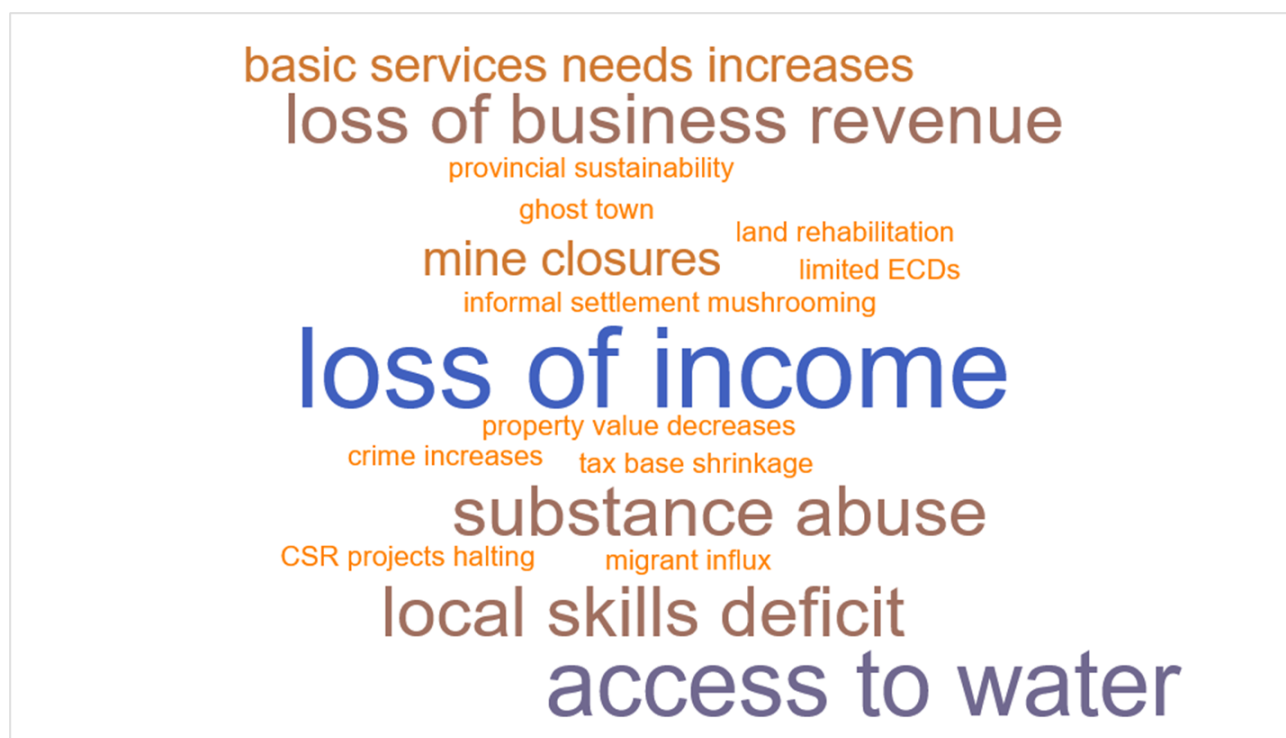 basic services needs increases
loss of business revenue
provincial sustainability
ghost town
land rehabilitation
mine closures
limited ECDs
informal settlement mushrooming
loss of income
property value decreases
crime increases
tax base shrinkage
substance abuse
CSR projects halting
migrant influx
local skills deficit
access to water